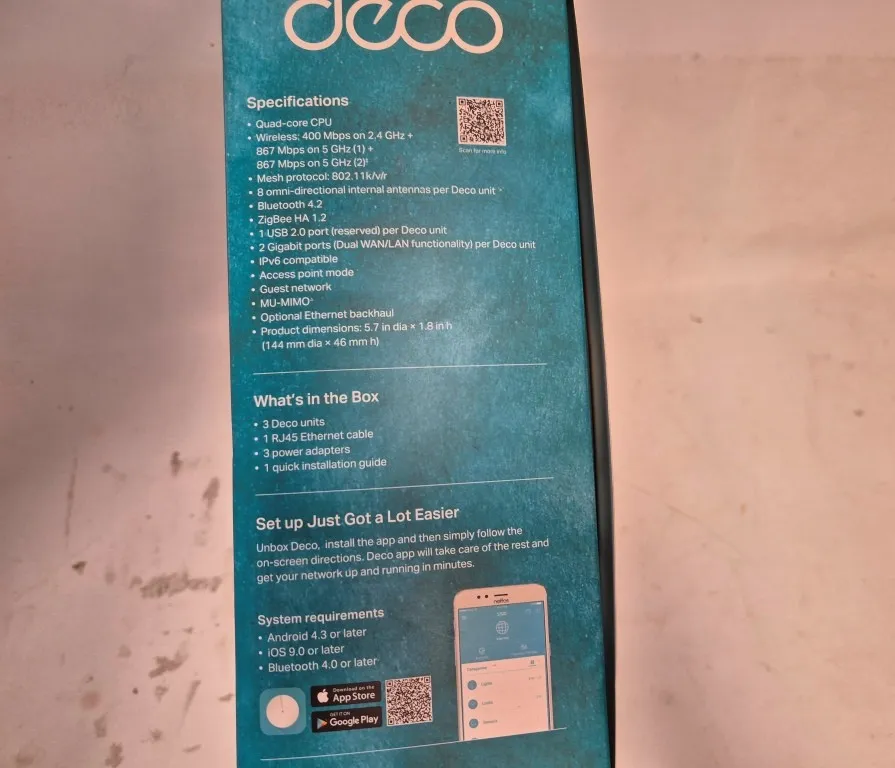 deco
Specifications
• Quad-core CPU
• Wireless: 400 Mbps on 2.4 GHz +
867 Mbps on 5 GHz (1) +
867 Mbps on 5 GHz (2)‡
• Mesh protocol: 802.11k/v/r
• 8 omni-directional internal antennas per Deco unit
• Bluetooth 4.2
• ZigBee HA 1.2
• 1 USB 2.0 port (reserved) per Deco unit
• 2 Gigabit ports (Dual WAN/LAN functionality) per Deco unit
• IPv6 compatible
• Access point mode
• Guest network
• MU-MIMO^
• Optional Ethernet backhaul
• Product dimensions: 5.7 in dia × 1.8 in h
(144 mm dia × 46 mm h)
Scan for more info
What's in the Box
• 3 Deco units
• 1 RJ45 Ethernet cable
• 3 power adapters
• 1 quick installation guide
Set up Just Got a Lot Easier
Unbox Deco, install the app and then simply follow the
on-screen directions. Deco app will take care of the rest and
get your network up and running in minutes.
System requirements
• Android 4.3 or later
• iOS 9.0 or later
• Bluetooth 4.0 or later
Download on the
App Store
GET IT ON
Google Play
neffos